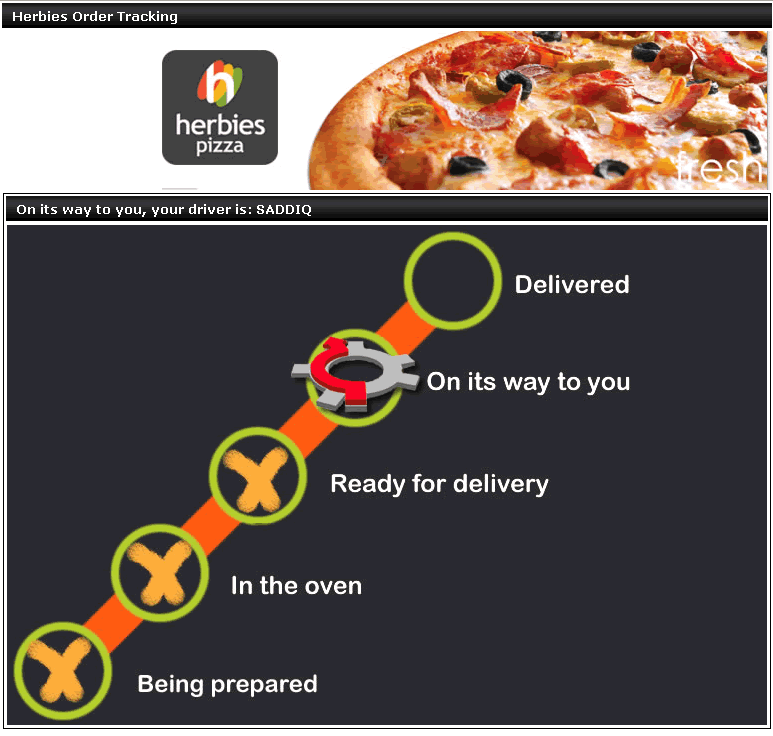 Herbies Order Tracking
herbies
pizza
fresh
On its way to you, your driver is: SADDIQ
Delivered
On its way to you
Ready for delivery
In the oven
Being prepared